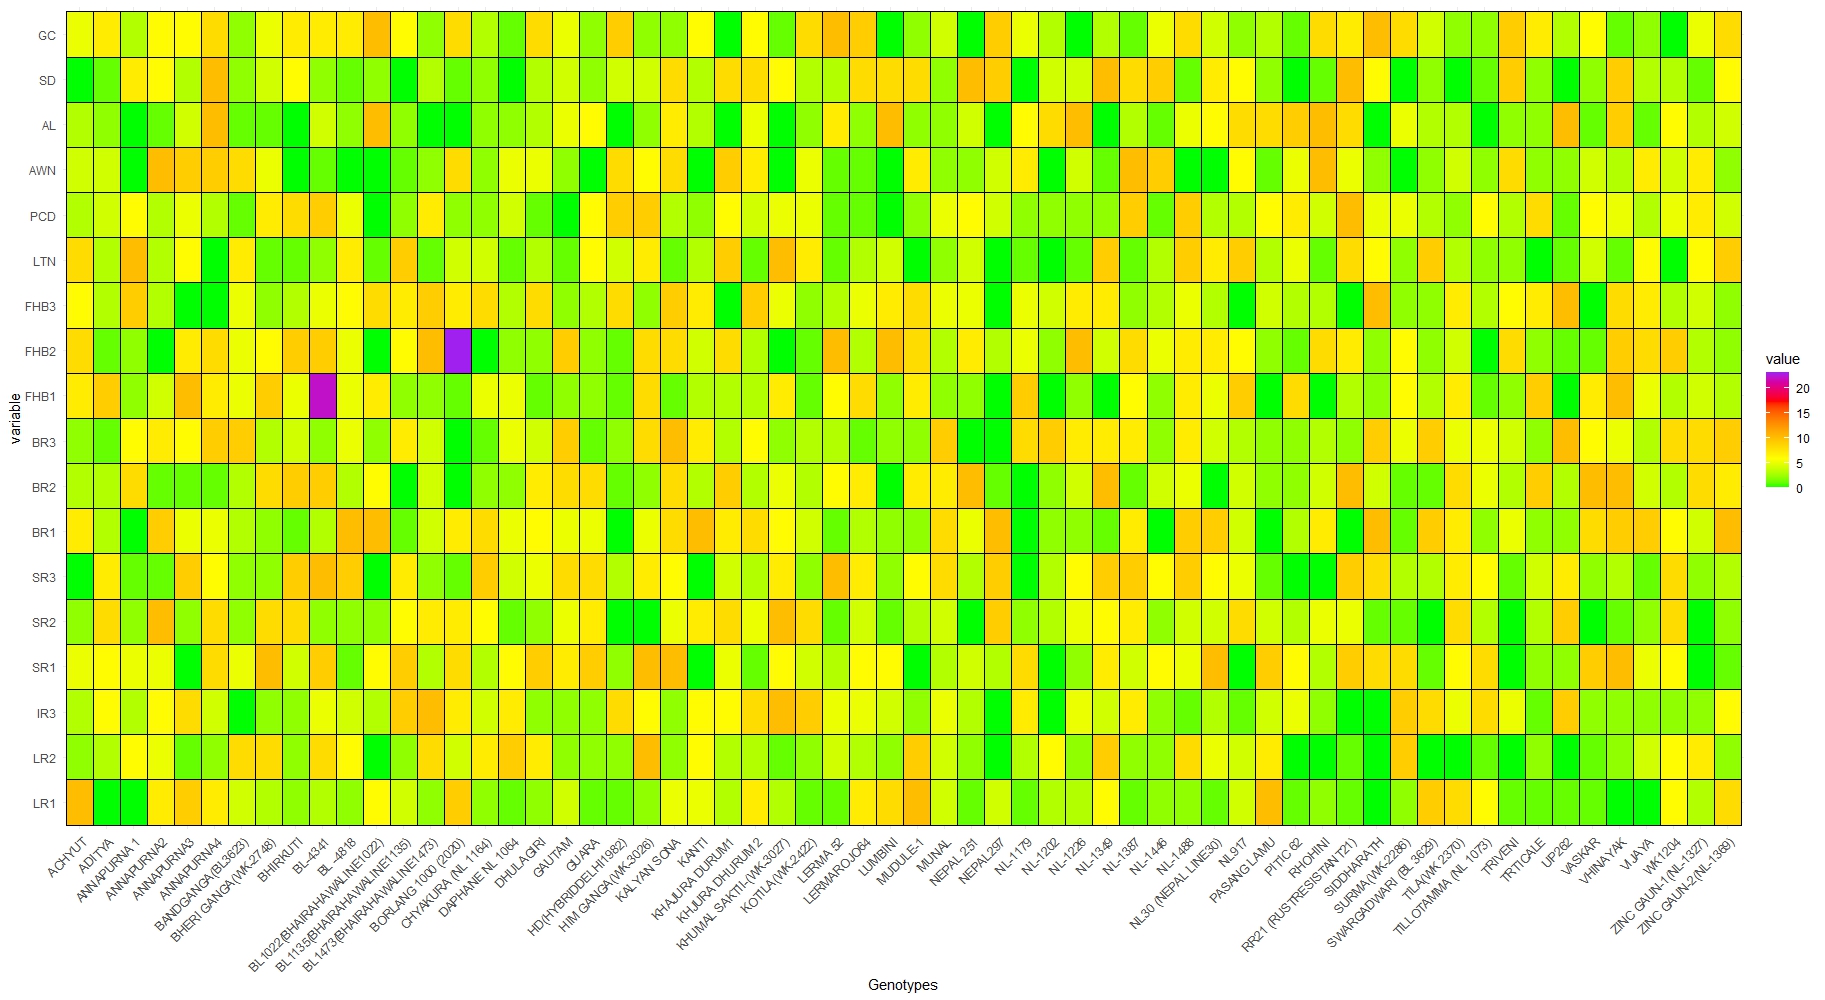 variable
GC
SD
AL
AWN
PCD
LTN
FHB3
FHB2
FHB1
BR3
BR2
BR1
SR3
SR2
SR1
IR3
LR2
LR1
ACHYUT
ADITYA
ANNAPURNA 1
ANNAPURNA2
ANNAPURNA3
ANNAPURNA4
BANDGANGA (BL3623)
BHERI GANGA (WK-2748)
BHIRKUTI
BL-4341
BL -4818
BL1022(BHAIRAHAWALINE1022)
BL1135(BHAIRAHAWALINE1135)
BL1473(BHAIRAHAWALINE1473)
BORLANG 1000 (2020)
CHYAKURA (NL 1164)
DAPHANE NL 1064
DHULAGIRI
GAUTAM
GUARA
HD(HYBRIDDELHI1982)
HIM GANGA (WK-3026)
KALYAN SONA
KANTI
KHAJURA DURUM1
KHJURA DHURUM 2
KHUMAL SAKTII-(WK-3027)
KOTILA (WK-2422)
LERMA 52
LERMAROJO64
LUMBINI
MUDULE-1
MUNAL
NEPAL 251
NEPAL297
NL-1179
NL-1202
NL-1226
NL-1349
NL-1387
NL-1446
NL-1488
NL30 (NEPAL LINE30)
NL917
PASANG LAMU
PITIC 62
RHOHINI
RR21 (RUSTRESISTANT21)
SIDDHARATH
SURMA (WK-2286)
SWARGADWARI (BL 3629)
TILA(WK 2370)
TILLOTAMMA (NL 1073)
TRIVENI
TRTICALE
UP262
VASKAR
VHINAYAK
VIJAYA
WK1204
ZINC GAUN-1(NL-1327)
ZINC GAUN-2(NL-1369)
Genotypes
value
20
15
10
5
0